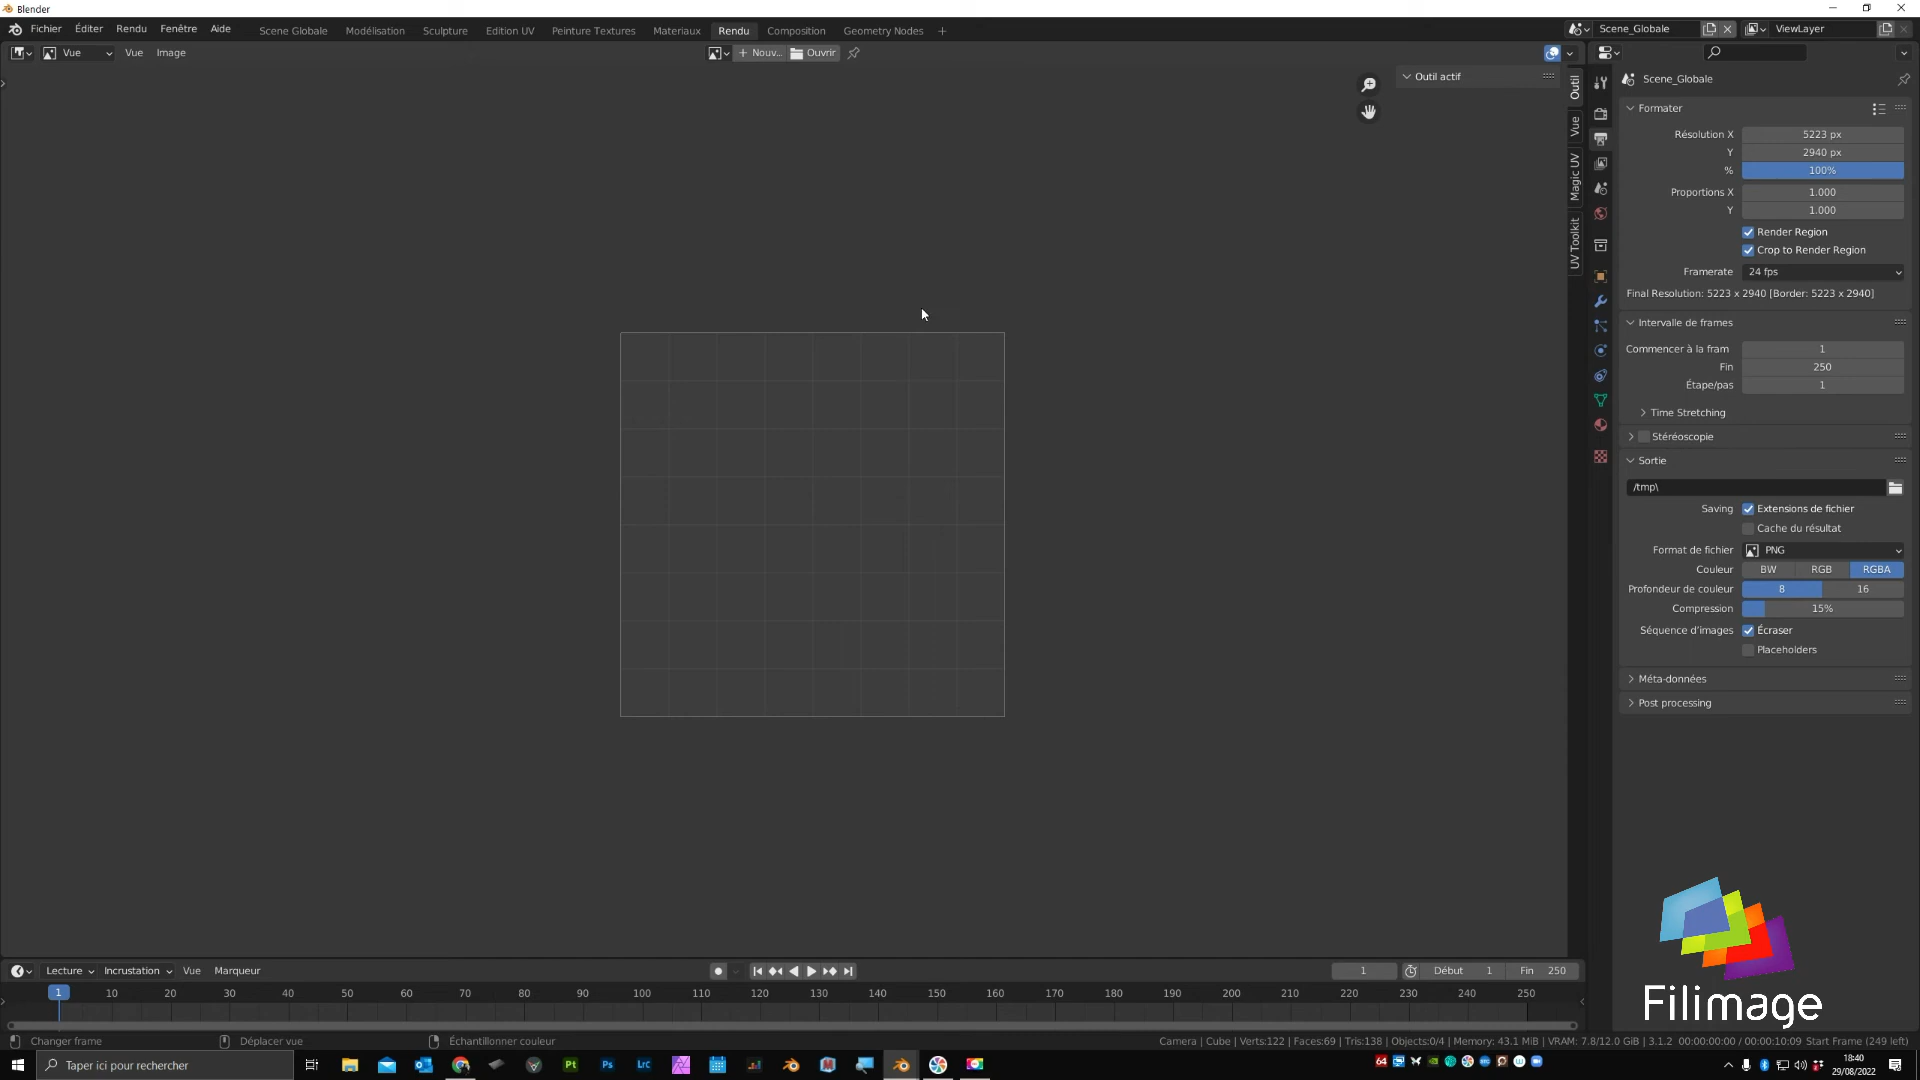 Blender
Fichier Éditer Rendu Fenêtre Aide Scene Globale Modélisation Sculpture Edition UV Peinture Textures Materiaux Rendu Composition Geometry Nodes + Scene_Globale ViewLayer
Vue Vue Image + Nouv... Ouvrir
Outil actif
Outil
Vue
Magic UV
UV Toolkit
Scene_Globale
Formater
Résolution X 5223 px
Y 2940 px
% 100%
Proportions X 1.000
Y 1.000
Render Region
Crop to Render Region
Framerate 24 fps
Final Resolution: 5223 x 2940 [Border: 5223 x 2940]
Intervalle de frames
Commencer à la fram 1
Fin 250
Étape/pas 1
Time Stretching
Stéréoscopie
Sortie
/tmp\
Saving Extensions de fichier
Cache du résultat
Format de fichier PNG
Couleur BW RGB RGBA
Profondeur de couleur 8 16
Compression 15%
Séquence d'images Écraser
Placeholders
Méta-données
Post processing
Filimage
Lecture Incrustation Vue Marqueur 1 Début 1 Fin 250
1 10 20 30 40 50 60 70 80 90 100 110 120 130 140 150 160 170 180 190 200 210 220 230 240 250
Changer frame Déplacer vue Échantillonner couleur Camera | Cube | Verts:122 | Faces:69 | Tris:138 | Objects:0/4 | Memory: 43.1 MiB | VRAM: 7.8/12.0 GiB | 3.1.2 00:00:00:00 / 00:00:10:09 Start Frame (249 left)
Taper ici pour rechercher Pt Ps Lrc 64
18:40
29/08/2022